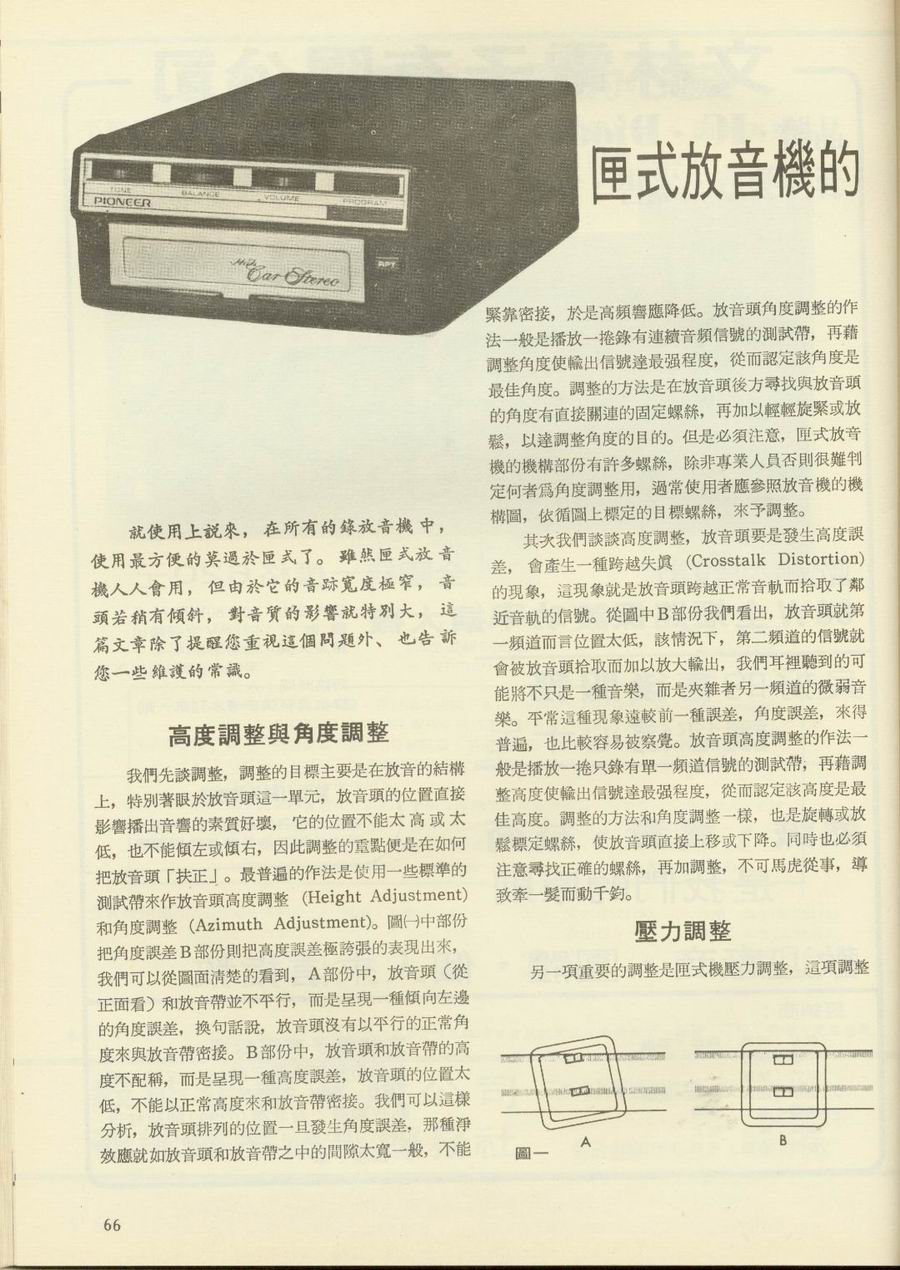 匣式放音機的
TONE
BALANCE
VOLUME
PROGRAM
PIONEER
Car Stereo
RPT
就使用上説來，在所有的錄放音機中，
使用最方便的莫過於匣式了。雖然匣式放音
機人人會用，但由於它的音跡寬度極窄，音
頭若稍有傾斜，對音質的影響就特別大，這
篇文章除了提醒您重視這個問題外、也告訴
您一些維護的常識。
高度調整與角度調整
我們先談調整，調整的目標主要是在放音的結構
上，特別著眼於放音頭這一單元，放音頭的位置直接
影響播出音響的素質好壞，它的位置不能太高或太
低，也不能傾左或傾右，因此調整的重點便是在如何
把放音頭「扶正」。最普遍的作法是使用一些標準的
測試帶來作放音頭高度調整 (Height Adjustment)
和角度調整 (Azimuth Adjustment)。圖㈠中部份
把角度誤差B部份則把高度誤差極誇張的表現出來，
我們可以從圖面清楚的看到，A部份中，放音頭（從
正面看）和放音帶並不平行，而是呈現一種傾向左邊
的角度誤差，換句話說，放音頭沒有以平行的正常角
度來與放音帶密接。B部份中，放音頭和放音帶的高
度不配稱，而是呈現一種高度誤差，放音頭的位置太
低，不能以正常高度來和放音帶密接。我們可以這樣
分析，放音頭排列的位置一旦發生角度誤差，那種淨
效應就如放音頭和放音帶之中的間隙太寬一般，不能
緊靠密接，於是高頻響應降低。放音頭角度調整的作
法一般是播放一捲錄有連續音頻信號的測試帶，再藉
調整角度使輸出信號達最强程度，從而認定該角度是
最佳角度。調整的方法是在放音頭後方尋找與放音頭
的角度有直接關連的固定螺絲，再加以輕輕旋緊或放
鬆，以達調整角度的目的。但是必須注意，匣式放音
機的機構部份有許多螺絲，除非專業人員否則很難判
定何者爲角度調整用，過常使用者應參照放音機的機
構圖，依循圖上標定的目標螺絲，來予調整。
其次我們談談高度調整，放音頭要是發生高度誤
差，會產生一種跨越失眞 (Crosstalk Distortion)
的現象，這現象就是放音頭跨越正常音軌而拾取了鄰
近音軌的信號。從圖中B部份我們看出，放音頭就第
一頻道而言位置太低，該情況下，第二頻道的信號就
會被放音頭拾取而加以放大輸出，我們耳裡聽到的可
能將不只是一種音樂，而是夾雜者另一頻道的微弱音
樂。平常這種現象遠較前一種誤差，角度誤差，來得
普遍，也比較容易被察覺。放音頭高度調整的作法一
般是播放一捲只錄有單一頻道信號的測試帶，再藉調
整高度使輸出信號達最强程度，從而認定該高度是最
佳高度。調整的方法和角度調整一樣，也是旋轉或放
鬆標定螺絲，使放音頭直接上移或下降。同時也必須
注意尋找正確的螺絲，再加調整，不可馬虎從事，導
致牽一髮而動千鈞。
壓力調整
另一項重要的調整是匣式機壓力調整，這項調整
A
B
圖一
66